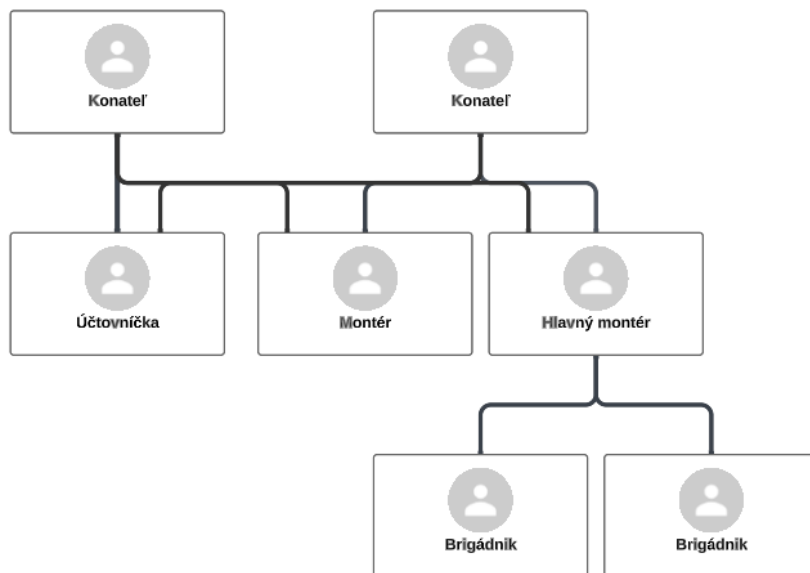 Konateľ
Konateľ
Účtovníčka
Montér
Hlavný montér
Brigádnik
Brigádnik